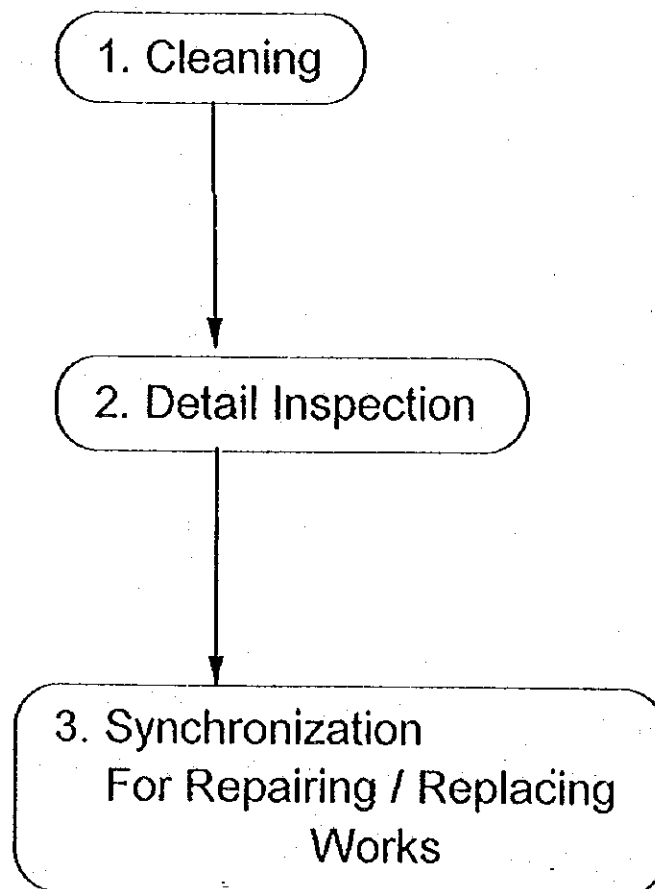 1. Cleaning
2. Detail Inspection
3. Synchronization
For Repairing / Replacing
Works